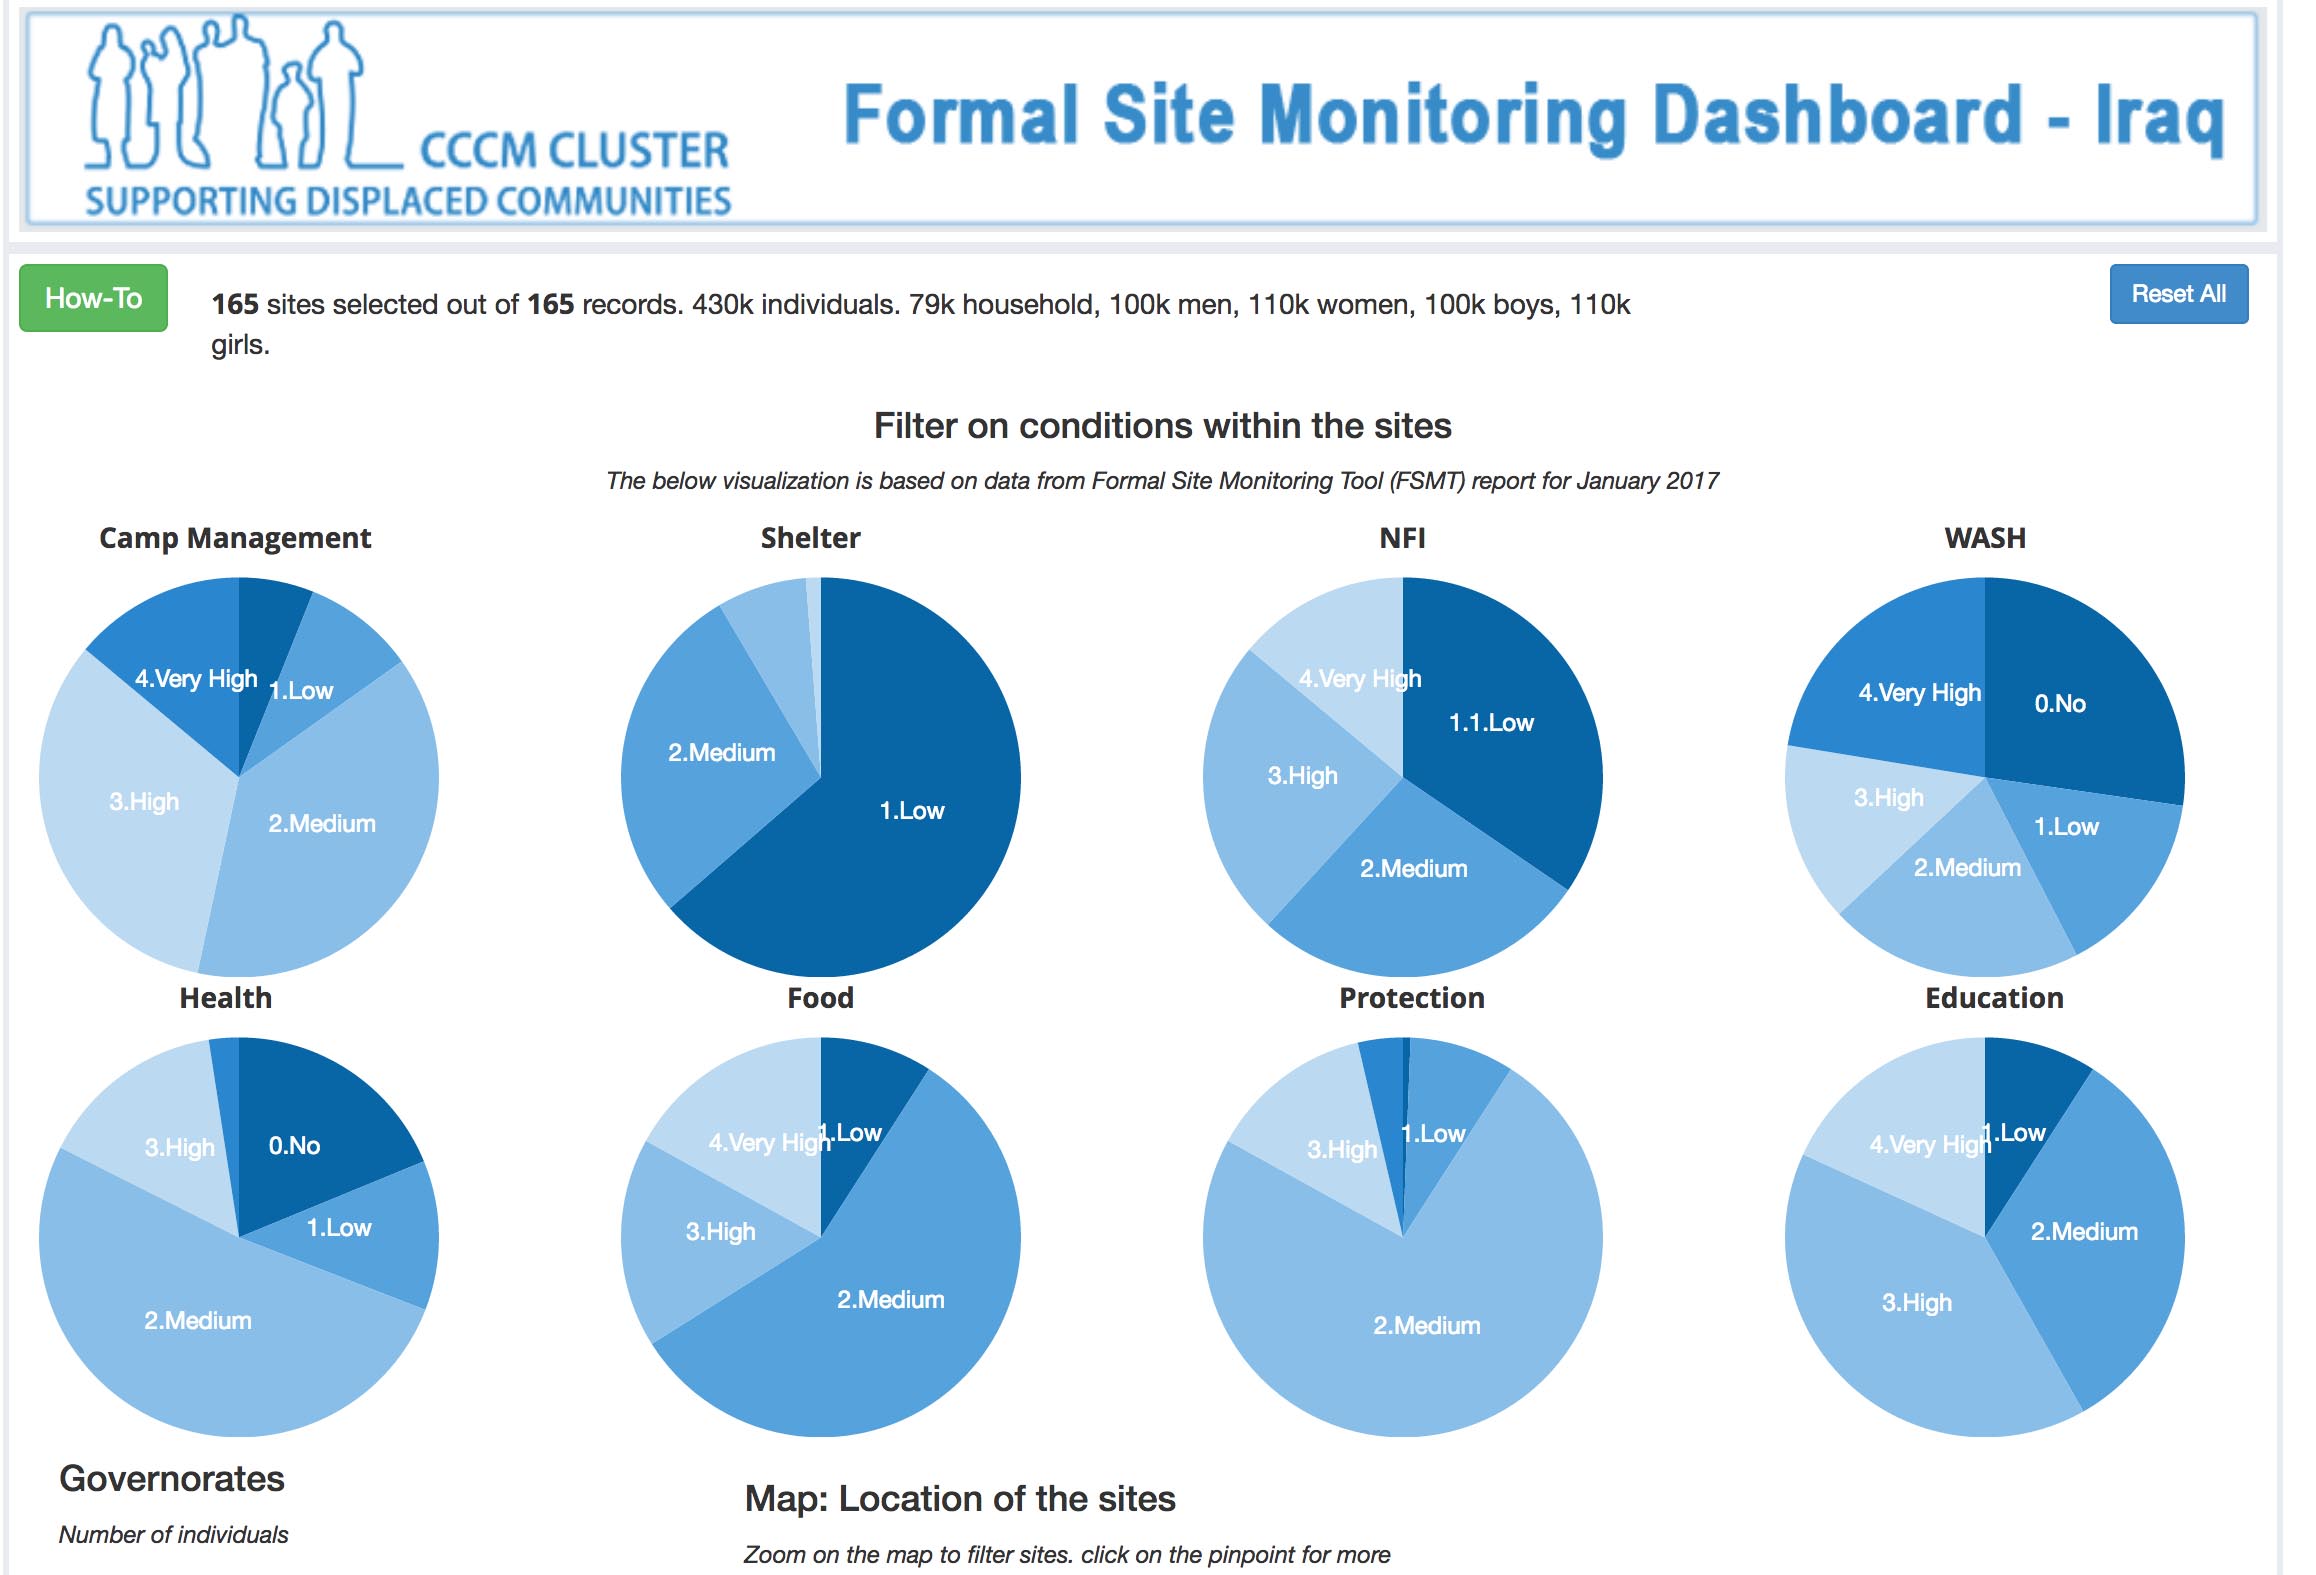 CCCM CLUSTER
SUPPORTING DISPLACED COMMUNITIES
Formal Site Monitoring Dashboard - Iraq
How-To
165 sites selected out of 165 records. 430k individuals. 79k household, 100k men, 110k women, 100k boys, 110k
girls.
Reset All
Filter on conditions within the sites
The below visualization is based on data from Formal Site Monitoring Tool (FSMT) report for January 2017
Camp Management
4.Very High
1.Low
3.High
2.Medium
Shelter
2.Medium
1.Low
NFI
4.Very High
1.1.Low
3.High
2.Medium
WASH
4.Very High
0.No
3.High
1.Low
2.Medium
Health
3.High
0.No
1.Low
2.Medium
Food
4.Very High
1.Low
3.High
2.Medium
Protection
3.High
1.Low
2.Medium
Education
4.Very High
1.Low
2.Medium
3.High
Governorates
Number of individuals
Map: Location of the sites
Zoom on the map to filter sites. click on the pinpoint for more